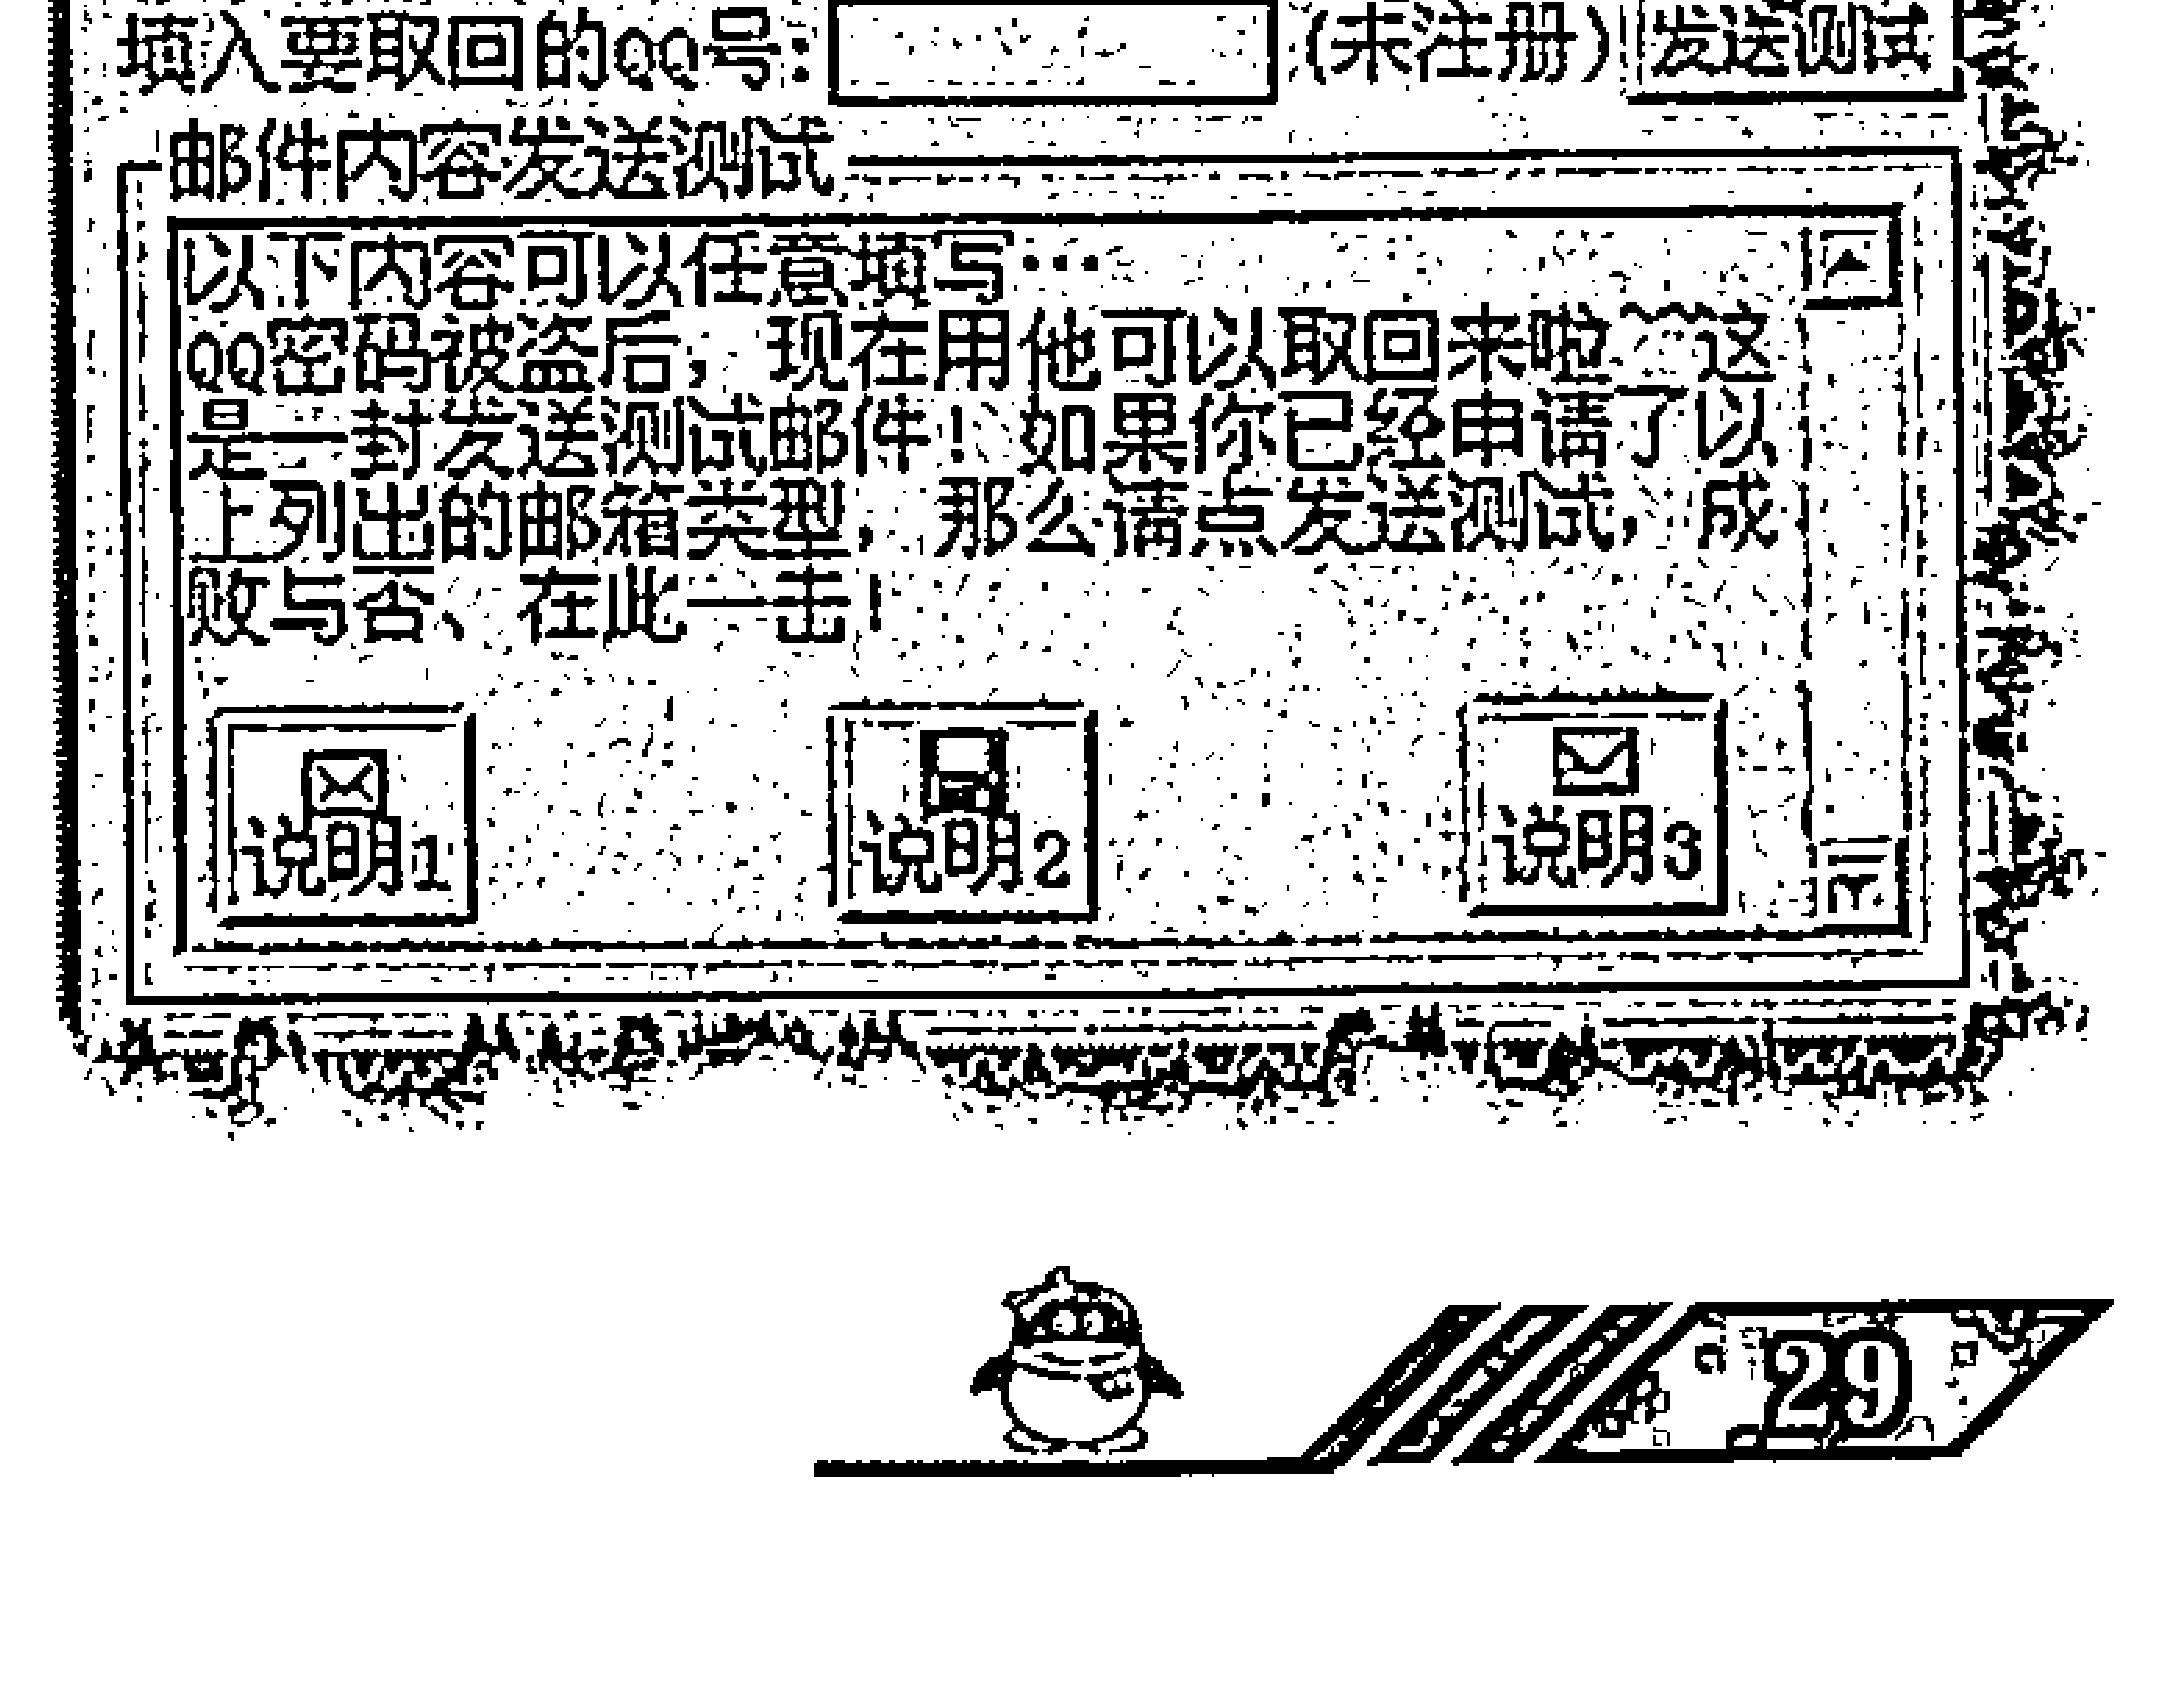 填入要取回的QQ号: (未注册) 发送测试
邮件内容发送测试
以下内容可以任意填写…
QQ密码被盗后，现在用他可以取回来啦~~这
是一封发送测试邮件！如果你已经申请了以
上列出的邮箱类型，那么请点发送测试，成
败与否、在此一击！
说明1 说明2 说明3
29